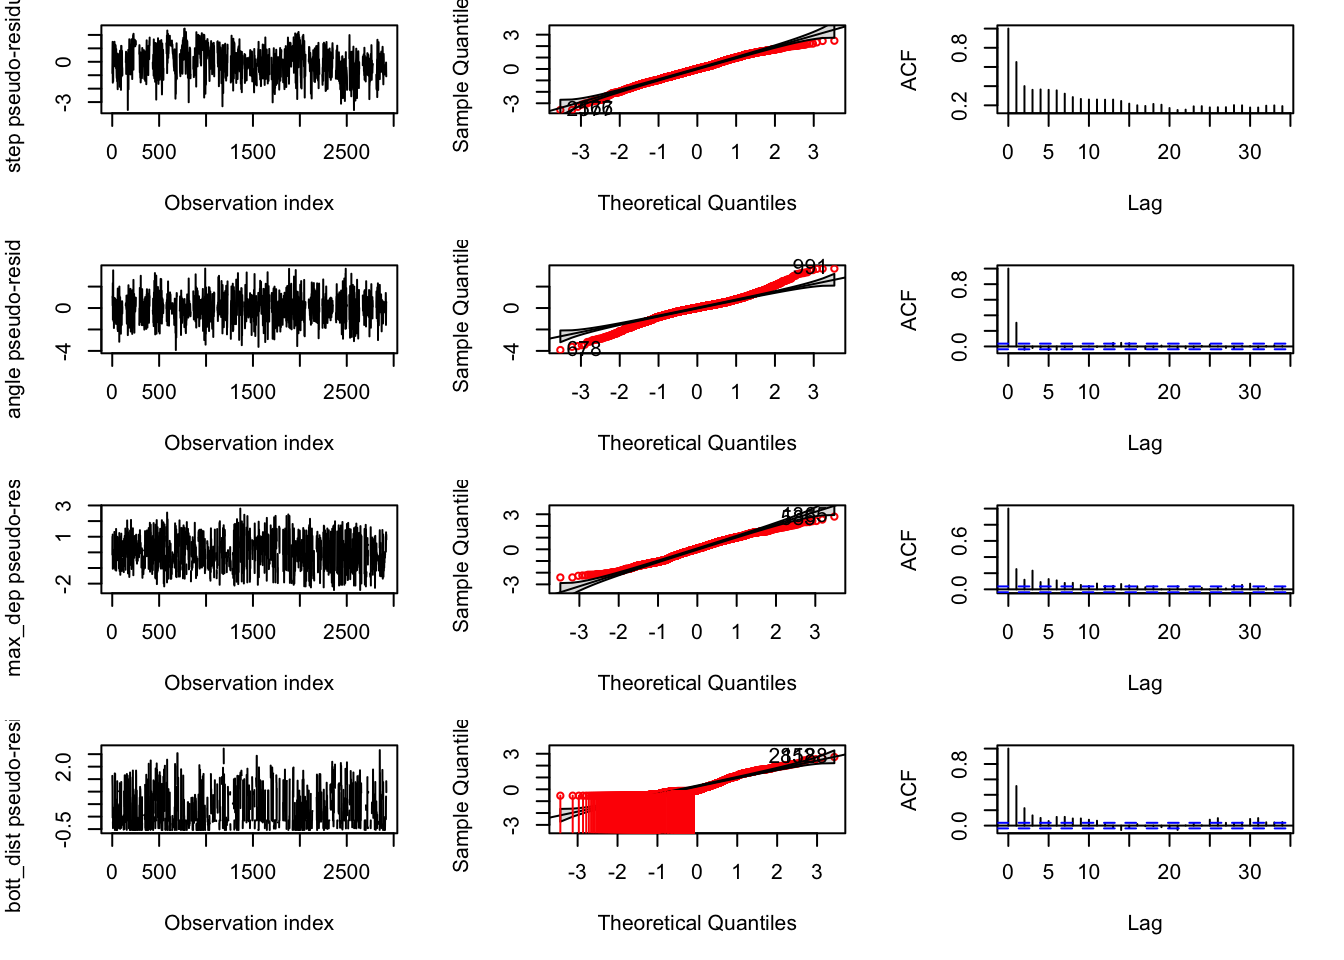 step pseudo-residu
0
-3
0 500 1500 2500
Observation index
Sample Quantile
3
0
-3
-3 -2 -1 0 1 2 3
Theoretical Quantiles
ACF
0.8
0.2
0 5 10 20 30
Lag
angle pseudo-resid
0
-4
0 500 1500 2500
Observation index
Sample Quantile
0
-4
991
678
-3 -2 -1 0 1 2 3
Theoretical Quantiles
ACF
0.8
0.0
0 5 10 20 30
Lag
max_dep pseudo-res
3
1
-2
0 500 1500 2500
Observation index
Sample Quantile
3
0
-3
-3 -2 -1 0 1 2 3
Theoretical Quantiles
ACF
0.6
0.0
0 5 10 20 30
Lag
bott_dist pseudo-resi
2.0
-0.5
0 500 1500 2500
Observation index
Sample Quantile
3
0
-3
-3 -2 -1 0 1 2 3
Theoretical Quantiles
ACF
0.8
0.0
0 5 10 20 30
Lag